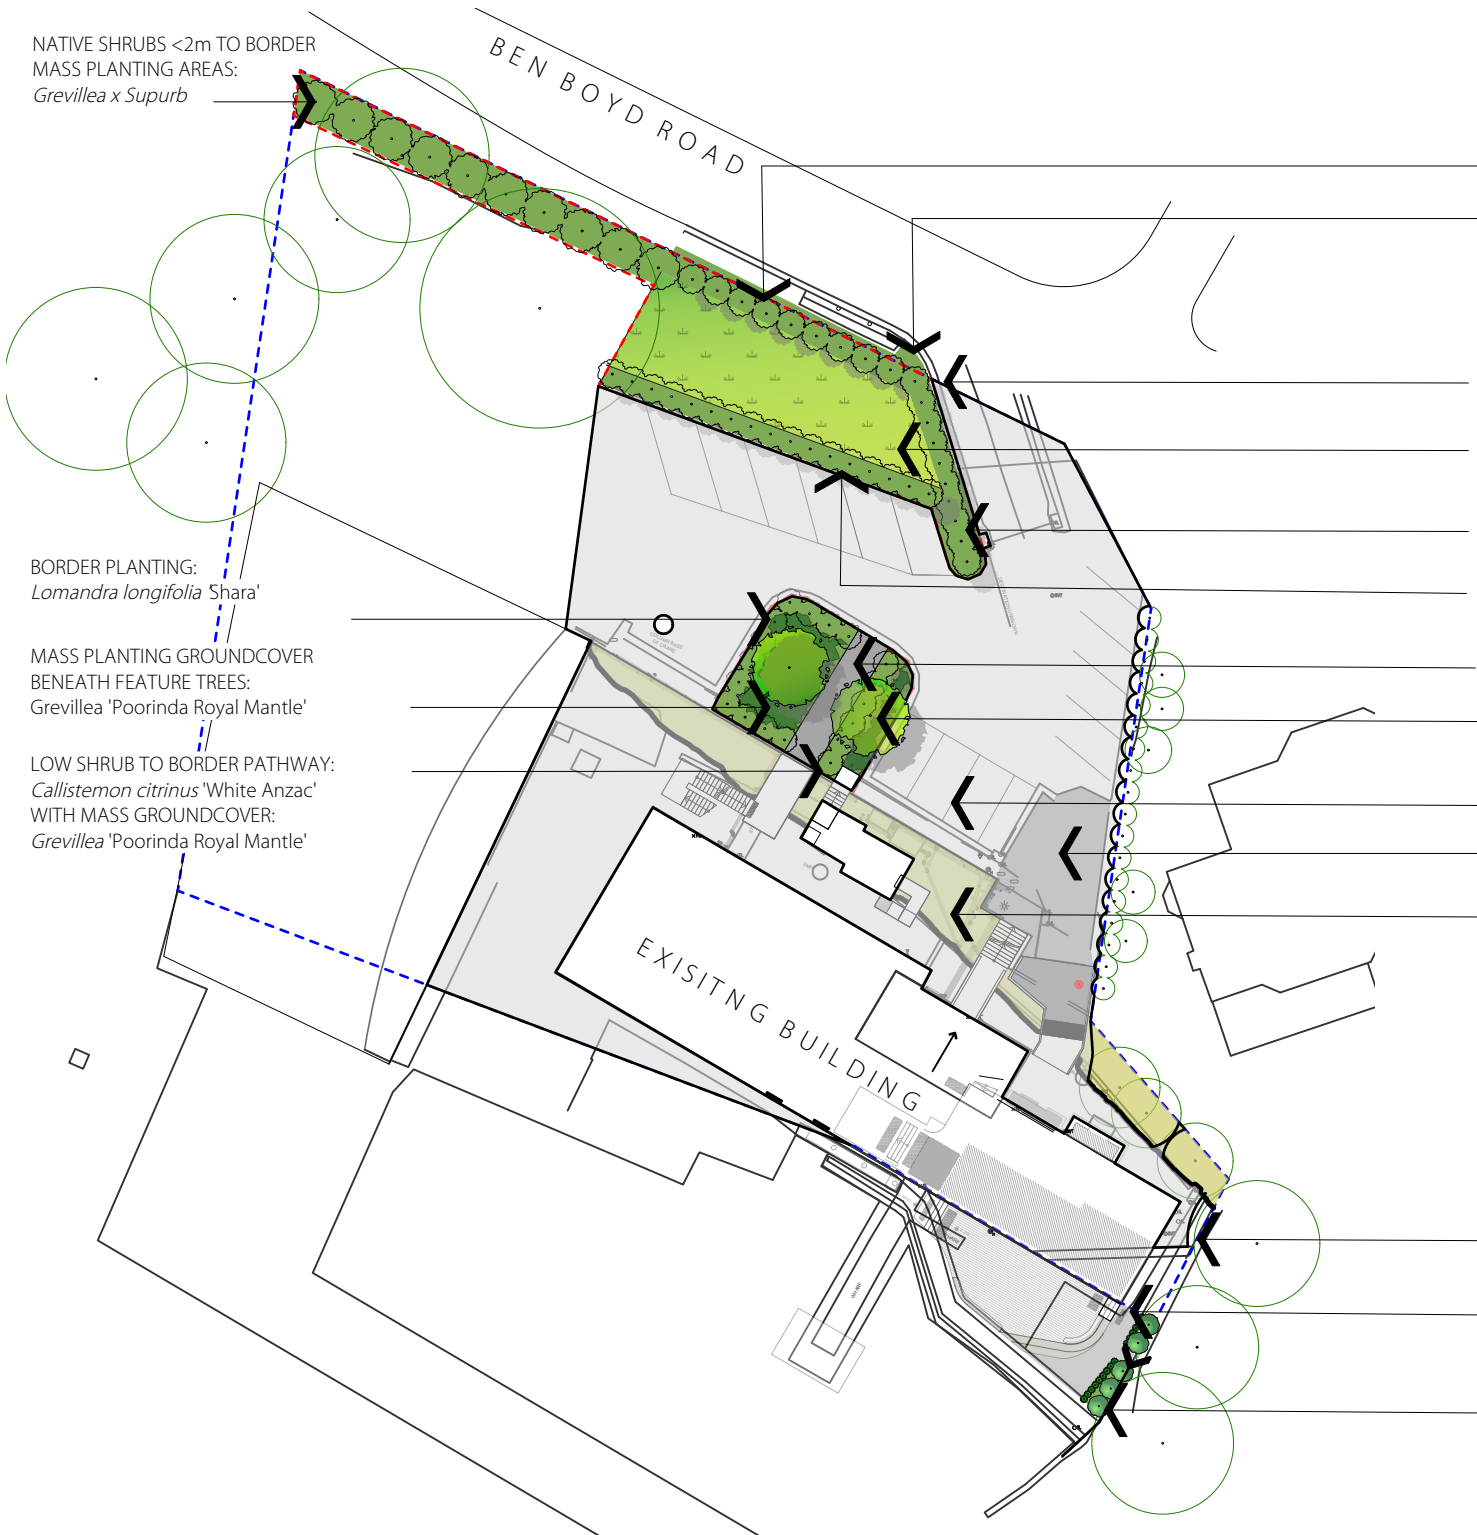 NATIVE SHRUBS <2m TO BORDER
MASS PLANTING AREAS:
Grevillea x Supurb
BEN BOYD ROAD
BORDER PLANTING:
Lomandra longifolia 'Shara'
MASS PLANTING GROUNDCOVER
BENEATH FEATURE TREES:
Grevillea 'Poorinda Royal Mantle'
LOW SHRUB TO BORDER PATHWAY:
Callistemon citrinus 'White Anzac'
WITH MASS GROUNDCOVER:
Grevillea 'Poorinda Royal Mantle'
EXISITNG BUILDING